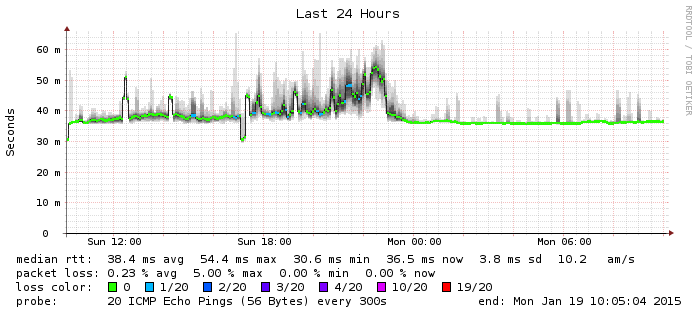 Last 24 Hours
RRDTOOL / TOBI OETIKER
Seconds
60 m
50 m
40 m
30 m
20 m
10 m
0
Sun 12:00 Sun 18:00 Mon 00:00 Mon 06:00
median rtt: 38.4 ms avg 54.4 ms max 30.6 ms min 36.5 ms now 3.8 ms sd 10.2 am/s
packet loss: 0.23 % avg 5.00 % max 0.00 % min 0.00 % now
loss color: 0 1/20 2/20 3/20 4/20 10/20 19/20
probe: 20 ICMP Echo Pings (56 Bytes) every 300s end: Mon Jan 19 10:05:04 2015